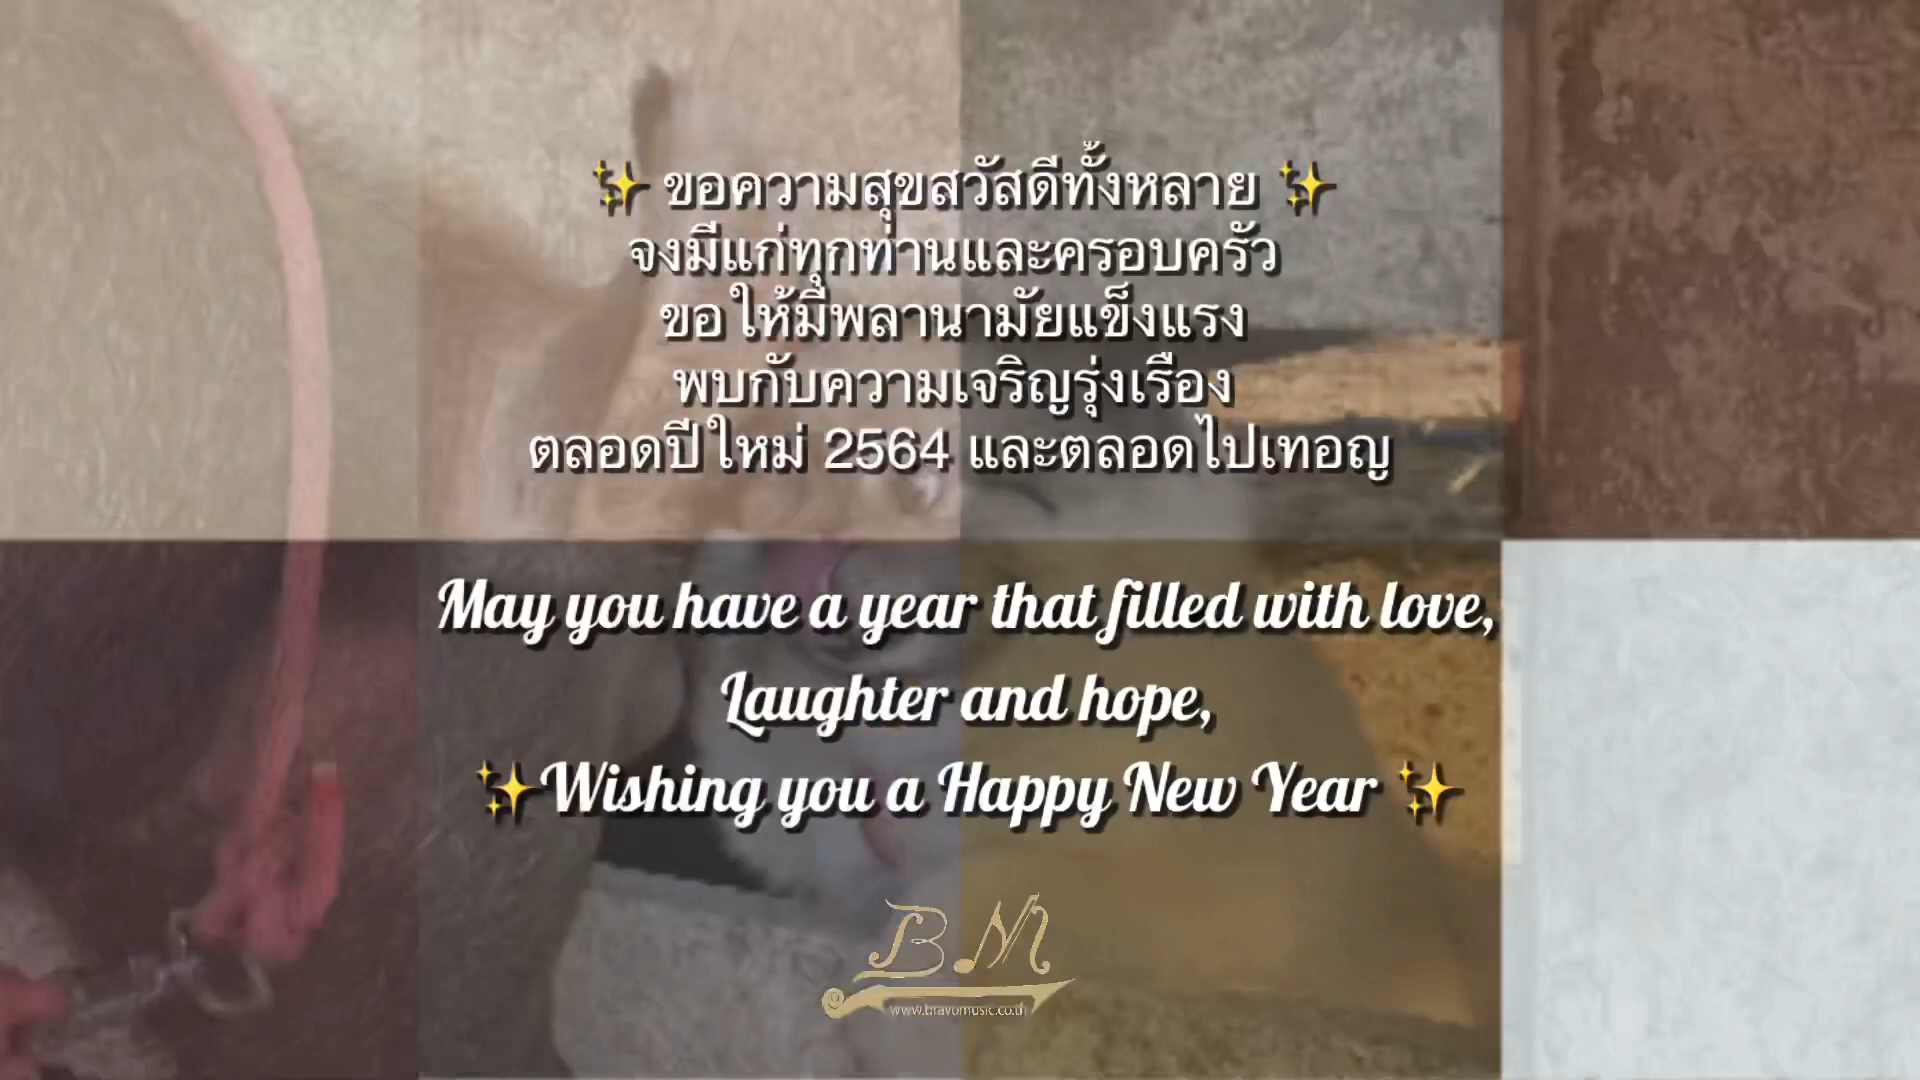 ✨ ขอความสุขสวัสดีทั้งหลาย ✨
จงมีแก่ทุกท่านและครอบครัว
ขอให้มีพลานามัยแข็งแรง
พบกับความเจริญรุ่งเรือง
ตลอดปีใหม่ 2564 และตลอดไปเทอญ
May you have a year that filled with love,
Laughter and hope,
✨Wishing you a Happy New Year ✨
BM
www.bravomusic.co.th